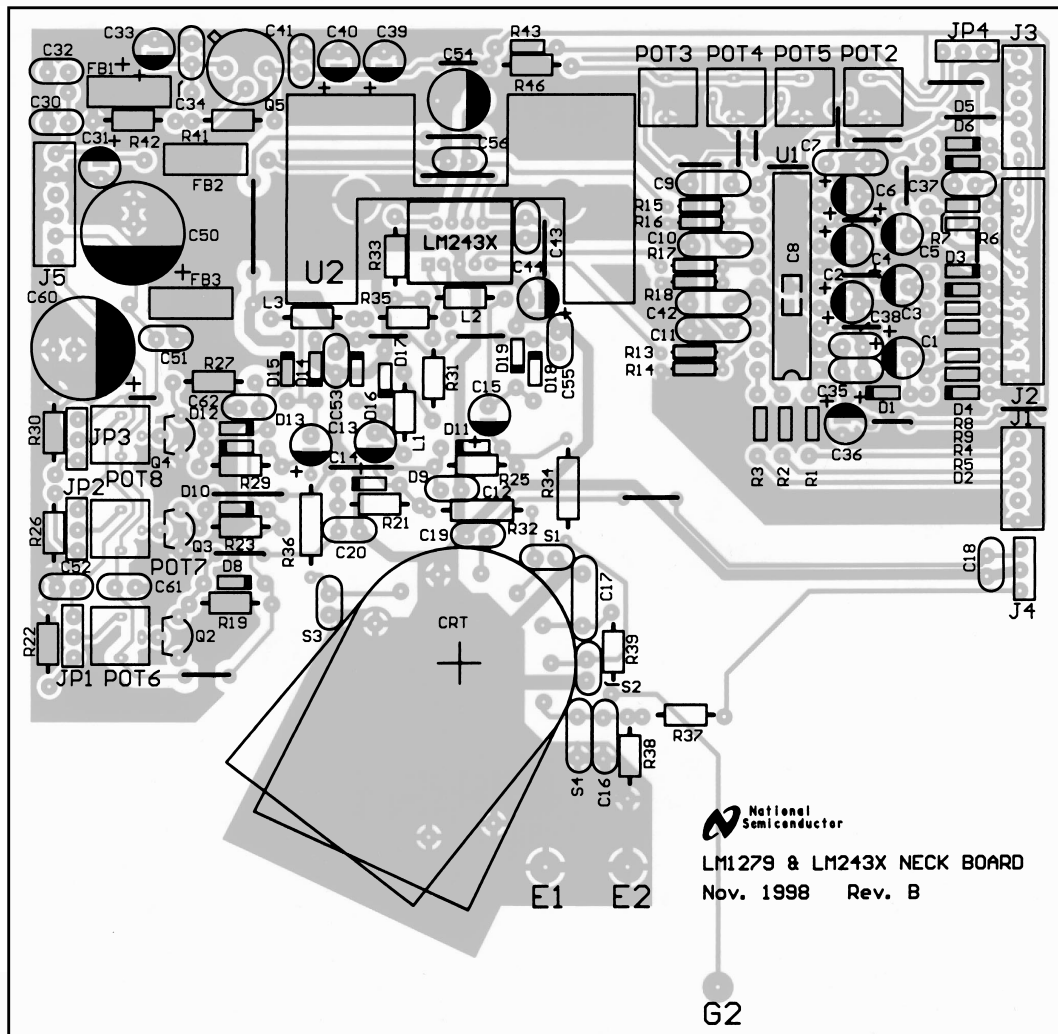 C33
C41
C40
C39
R43
POT3
POT4
POT5
POT2
JP4
J3
C32
FB1
C34
Q5
C54
R46
D5
D6
C30
R42
R41
C56
U1
C7
C31
FB2
C9
C6
C37
R15
R16
C50
R33
LM243X
C43
C10
C8
R7
R6
R17
C4
C5
J5
U2
C44
D3
C60
FB3
L3
R35
L2
R18
C2
C3
C42
C38
C11
C51
D17
D19
R13
C1
R27
D15
D14
R31
D18
C55
R14
C62
D16
C15
C35
D1
D4
J2
R30
D12
D13
C53
C13
L1
R8
J1
JP3
Q4
D11
C36
R9
POT8
C14
R3
R2
R1
R4
R29
R25
R5
JP2
D10
D9
C12
R34
D2
R26
R36
R21
Q3
R23
C20
C19
R32
S1
POT7
C52
C61
D8
C17
C18
R19
S3
CRT
J4
R22
Q2
R39
JP1
POT6
S2
R37
S4
C16
R38
National
Semiconductor
LM1279 & LM243X NECK BOARD
Nov. 1998 Rev. B
E1
E2
G2